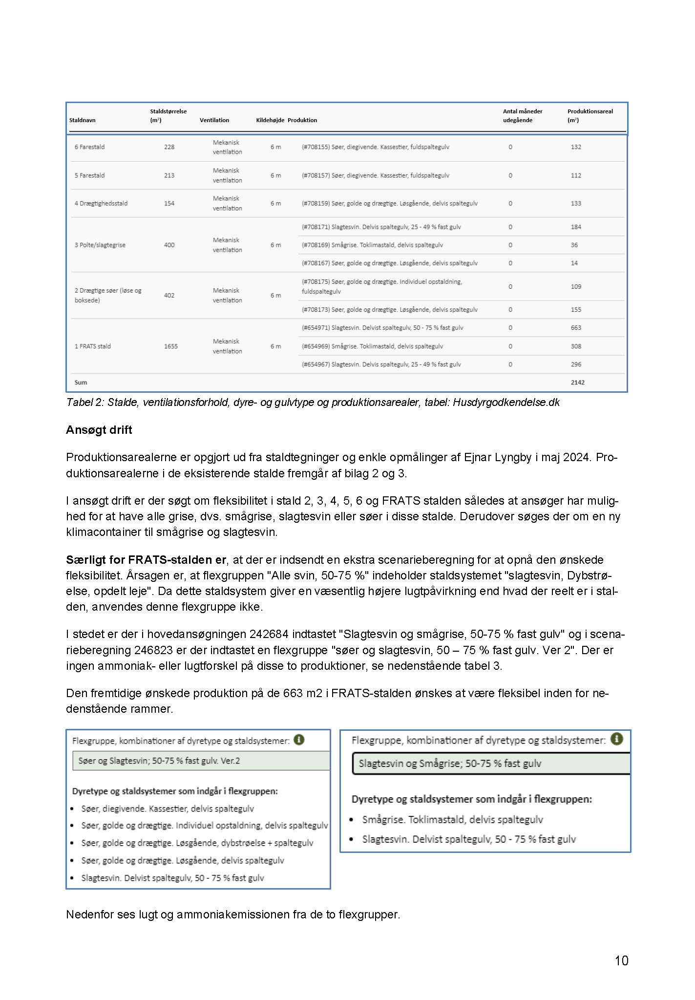 Staldnavn Staldstørrelse (m²) Ventilation Kildehøjde Produktion Antal måneder udegående Produktionsareal (m²)
6 Farestald 228 Mekanisk ventilation 6 m (#708155) Søer, diegivende. Kassestier, fuldspaltegulv 0 132
5 Farestald 213 Mekanisk ventilation 6 m (#708157) Søer, diegivende. Kassestier, fuldspaltegulv 0 112
4 Drægtighedsstald 154 Mekanisk ventilation 6 m (#708159) Søer, golde og drægtige. Løsgående, delvis spaltegulv 0 133
3 Polte/slagtegrise 400 Mekanisk ventilation 6 m (#708171) Slagtesvin. Delvis spaltegulv, 25 - 49 % fast gulv 0 184
(#708169) Smågrise. Toklimastald, delvis spaltegulv 0 36
(#708167) Søer, golde og drægtige. Løsgående, delvis spaltegulv 0 14
2 Drægtige søer (løse og boksede) 402 Mekanisk ventilation 6 m (#708175) Søer, golde og drægtige. Individuel opstaldning, fuldspaltegulv 0 109
(#708173) Søer, golde og drægtige. Løsgående, delvis spaltegulv 0 155
1 FRATS stald 1655 Mekanisk ventilation 6 m (#654971) Slagtesvin. Delvist spaltegulv, 50 - 75 % fast gulv 0 663
(#654969) Smågrise. Toklimastald, delvis spaltegulv 0 308
(#654967) Slagtesvin. Delvis spaltegulv, 25 - 49 % fast gulv 0 296
Sum 2142
Tabel 2: Stalde, ventilationsforhold, dyre- og gulvtype og produktionsarealer, tabel: Husdyrgodkendelse.dk
Ansøgt drift
Produktionsarealerne er opgjort ud fra staldtegninger og enkle opmålinger af Ejnar Lyngby i maj 2024. Pro-
duktionsarealerne i de eksisterende stalde fremgår af bilag 2 og 3.
I ansøgt drift er der søgt om fleksibilitet i stald 2, 3, 4, 5, 6 og FRATS stalden således at ansøger har mulig-
hed for at have alle grise, dvs. smågrise, slagtesvin eller søer i disse stalde. Derudover søges der om en ny
klimacontainer til smågrise og slagtesvin.
Særligt for FRATS-stalden er, at der er indsendt en ekstra scenarieberegning for at opnå den ønskede
fleksibilitet. Årsagen er, at flexgruppen "Alle svin, 50-75 %" indeholder staldsystemet "slagtesvin, Dybstrø-
else, opdelt leje". Da dette staldsystem giver en væsentlig højere lugtpåvirkning end hvad der reelt er i stal-
den, anvendes denne flexgruppe ikke.
I stedet er der i hovedansøgningen 242684 indtastet "Slagtesvin og smågrise, 50-75 % fast gulv" og i scena-
rieberegning 246823 er der indtastet en flexgruppe "søer og slagtesvin, 50 – 75 % fast gulv. Ver 2". Der er
ingen ammoniak- eller lugtforskel på disse to produktioner, se nedenstående tabel 3.
Den fremtidige ønskede produktion på de 663 m2 i FRATS-stalden ønskes at være fleksibel inden for ne-
denstående rammer.
Flexgruppe, kombinationer af dyretype og staldsystemer:
Søer og Slagtesvin; 50-75 % fast gulv. Ver.2
Dyretype og staldsystemer som indgår i flexgruppen:
• Søer, diegivende. Kassestier, delvis spaltegulv
• Søer, golde og drægtige. Individuel opstaldning, delvis spaltegulv
• Søer, golde og drægtige. Løsgående, dybstrøelse + spaltegulv
• Søer, golde og drægtige. Løsgående, delvis spaltegulv
• Slagtesvin. Delvist spaltegulv, 50 - 75 % fast gulv
Flexgruppe, kombinationer af dyretype og staldsystemer:
Slagtesvin og Smågrise; 50-75 % fast gulv
Dyretype og staldsystemer som indgår i flexgruppen:
• Smågrise. Toklimastald, delvis spaltegulv
• Slagtesvin. Delvist spaltegulv, 50 - 75 % fast gulv
Nedenfor ses lugt og ammoniakemissionen fra de to flexgrupper.
10